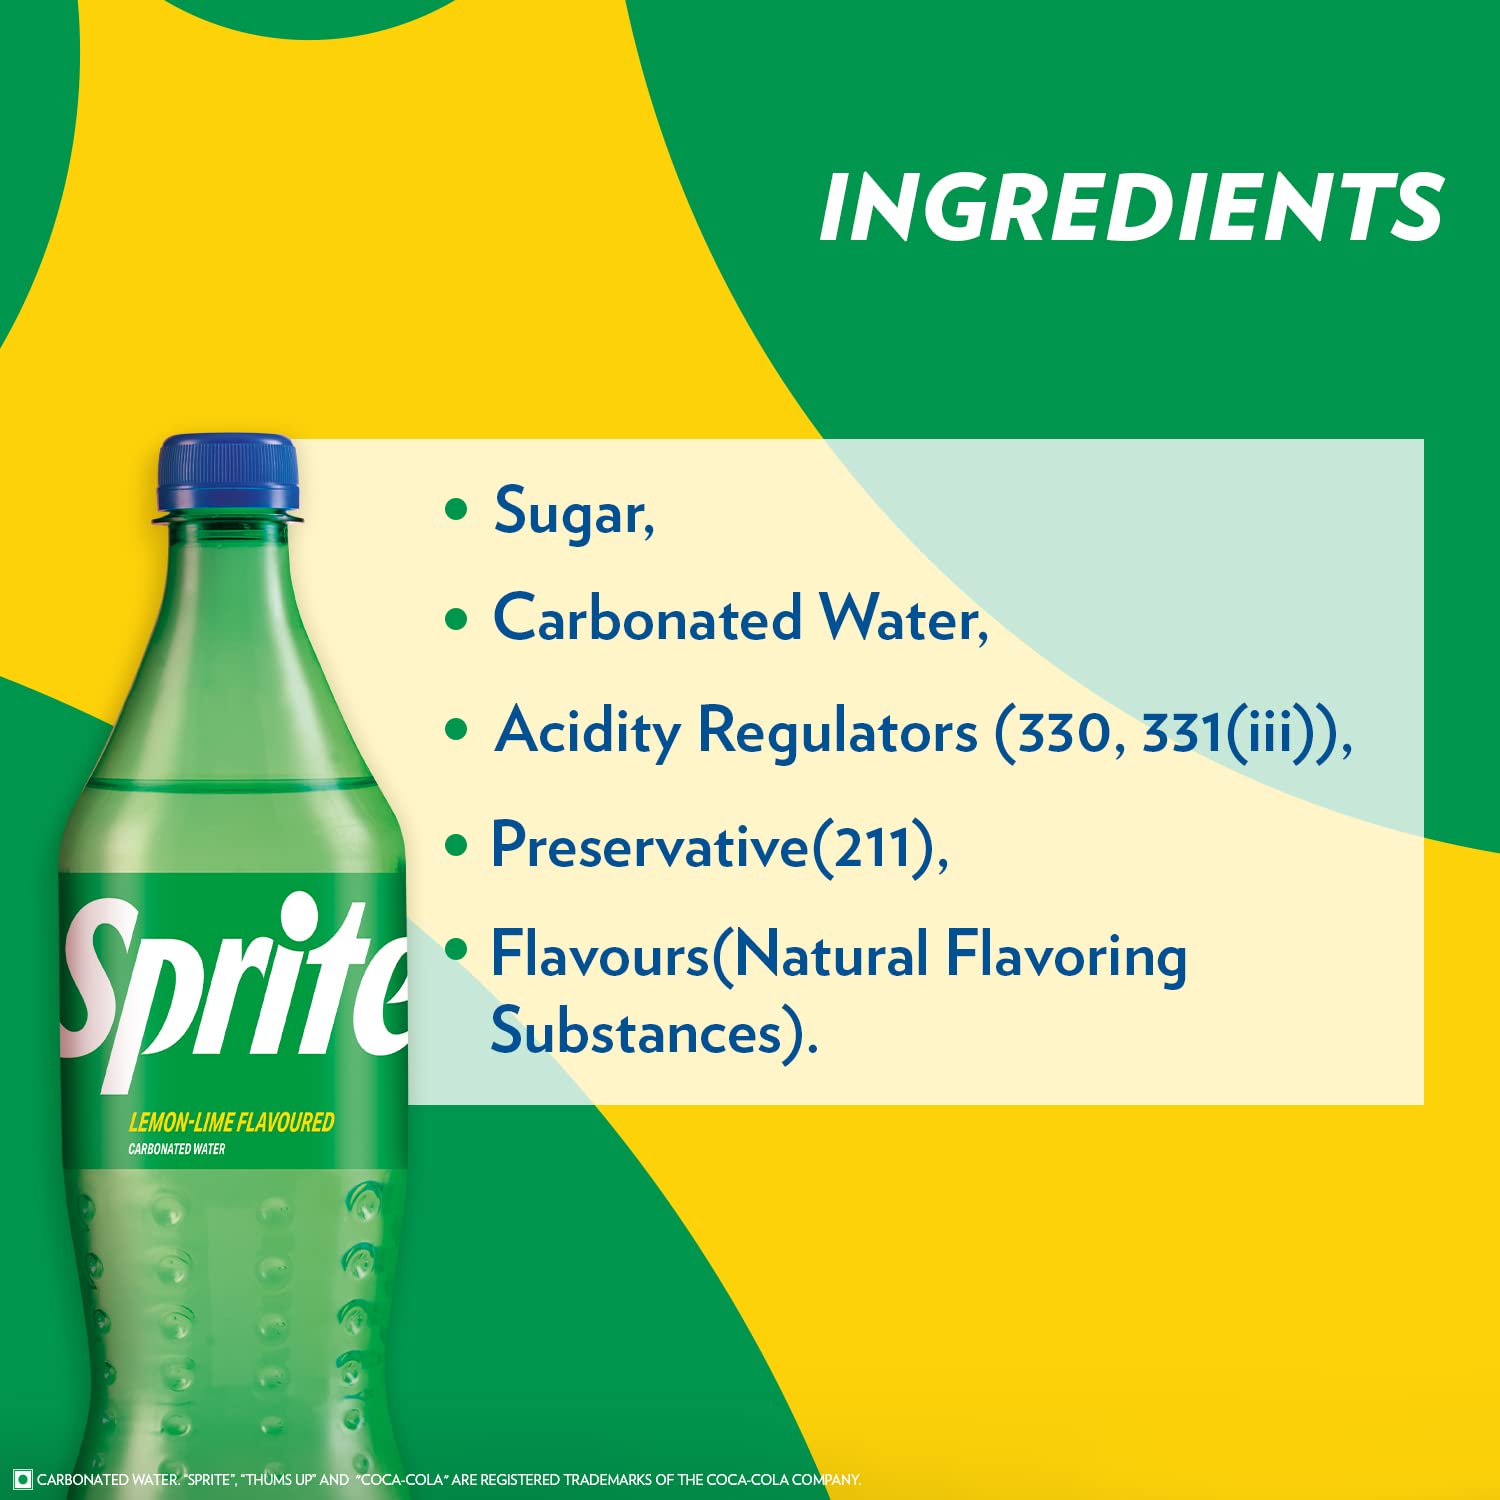 INGREDIENTS
• Sugar,
• Carbonated Water,
• Acidity Regulators (330, 331(iii)),
• Preservative(211),
• Flavours(Natural Flavoring
Substances).
Sprite
LEMON-LIME FLAVOURED
CARBONATED WATER
CARBONATED WATER. “SPRITE”, “THUMS UP” AND “COCA-COLA” ARE REGISTERED TRADEMARKS OF THE COCA-COLA COMPANY.